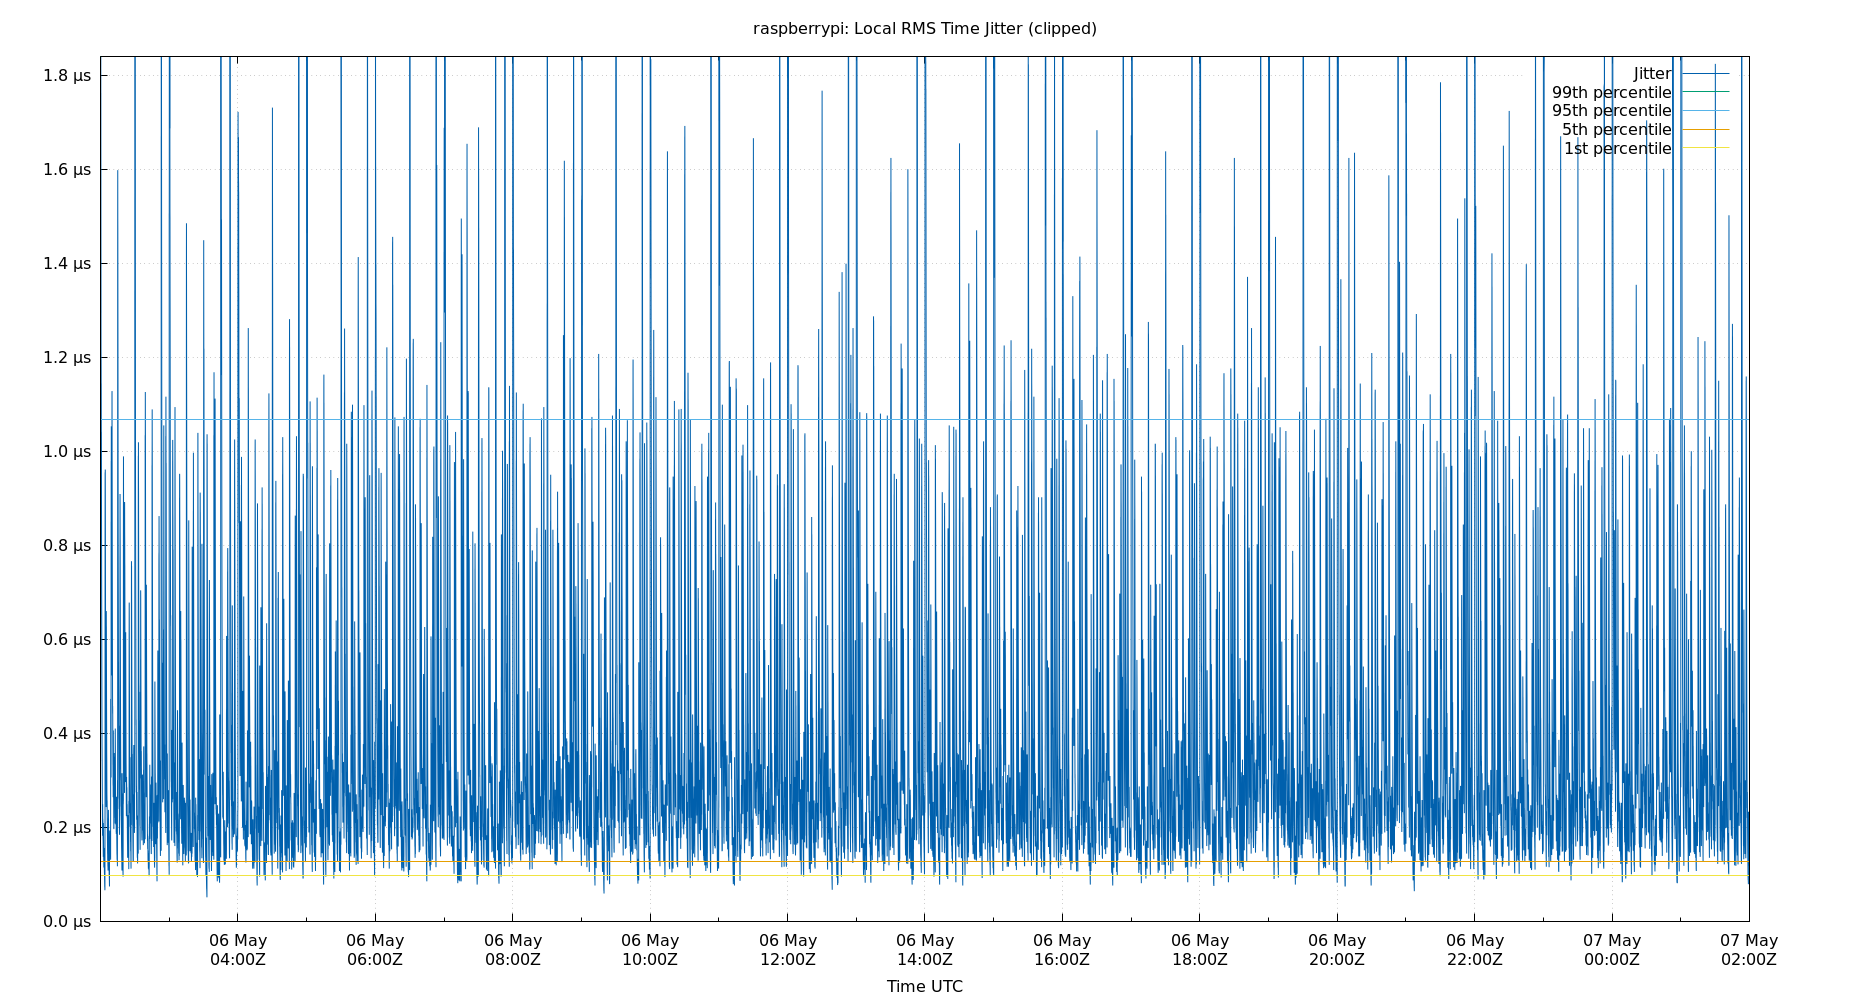 raspberrypi: Local RMS Time Jitter (clipped)
1.8 µs
1.6 µs
1.4 µs
1.2 µs
1.0 µs
0.8 µs
0.6 µs
0.4 µs
0.2 µs
0.0 µs
Jitter
99th percentile
95th percentile
5th percentile
1st percentile
06 May 06 May 06 May 06 May 06 May 06 May 06 May 06 May 06 May 06 May 07 May 07 May
04:00Z 06:00Z 08:00Z 10:00Z 12:00Z 14:00Z 16:00Z 18:00Z 20:00Z 22:00Z 00:00Z 02:00Z
Time UTC